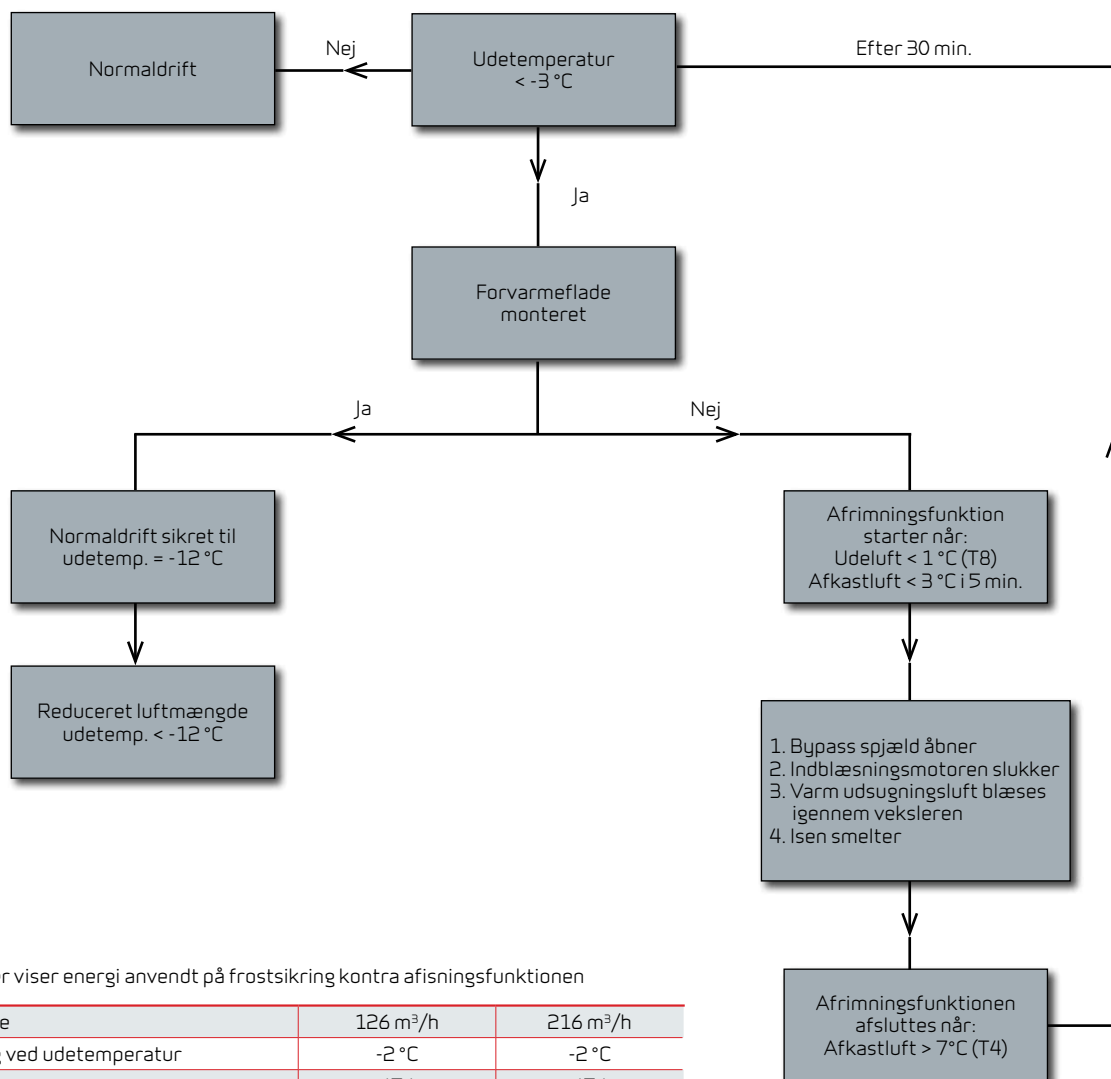 Normaldrift
Nej
Udetemperatur
< -3 °C
Efter 30 min.
Ja
Forvarmeflade
monteret
Ja
Nej
Normaldrift sikret til
udetemp. = -12 °C
Reduceret luftmængde
udetemp. < -12 °C
Afrimningsfunktion
starter når:
Udeluft < 1 °C (T8)
Afkastluft < 3 °C i 5 min.
1. Bypass spjæld åbner
2. Indblæsningsmotoren slukker
3. Varm udsugningsluft blæses
igennem veksleren
4. Isen smelter
Afrimningsfunktionen
afsluttes når:
Afkastluft > 7°C (T4)
er viser energi anvendt på frostsikring kontra afisningsfunktionen
e 126 m³/h 216 m³/h
g ved udetemperatur -2 °C -2 °C